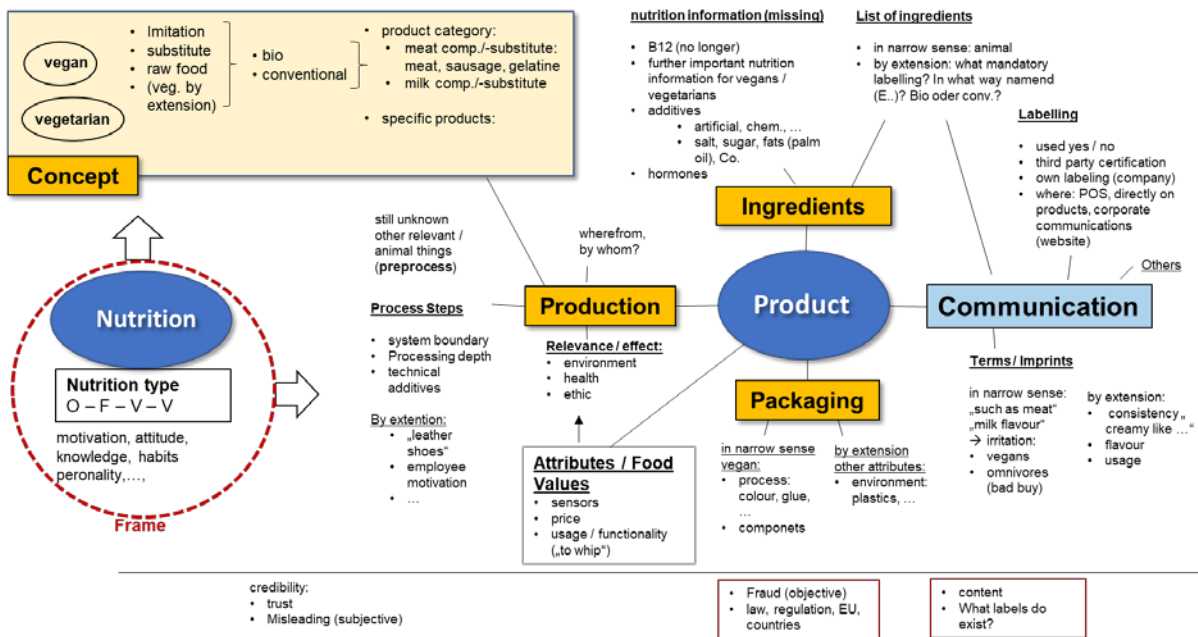 vegan
vegetarian
• Imitation
• substitute
• raw food
• (veg. by
extension)
• bio
• conventional
• product category:
• meat comp./-substitute:
meat, sausage, gelatine
• milk comp./-substitute
• specific products:
Concept
nutrition information (missing)
• B12 (no longer)
• further important nutrition
information for vegans /
vegetarians
• additives
• artificial, chem., …
• salt, sugar, fats (palm
oil), Co.
• hormones
List of ingredients
• in narrow sense: animal
• by extension: what mandatory
labelling? In what way namend
(E..)? Bio oder conv.?
Labelling
• used yes / no
• third party certification
• own labeling (company)
• where: POS, directly on
products, corporate
communications
(website)
Others
Ingredients
still unknown
other relevant /
animal things
(preprocess)
wherefrom,
by whom?
Nutrition
Nutrition type
O – F – V – V
motivation, attitude,
knowledge, habits
peronality,…,
Frame
Process Steps
• system boundary
• Processing depth
• technical
additives
By extention:
• „leather
shoes“
• employee
motivation
• …
Production
Relevance / effect:
• environment
• health
• ethic
Attributes / Food
Values
• sensors
• price
• usage / functionality
(„to whip“)
Product
Packaging
in narrow sense
vegan:
• process:
colour, glue,
…
• componets
by extension
other attributes:
• environment:
plastics, …
Communication
Terms / Imprints
in narrow sense:
„such as meat“
„milk flavour“
→ irritation:
• vegans
• omnivores
(bad buy)
by extension:
• consistency „
creamy like …“
• flavour
• usage
credibility:
• trust
• Misleading (subjective)
• Fraud (objective)
• law, regulation, EU,
countries
• content
• What labels do
exist?